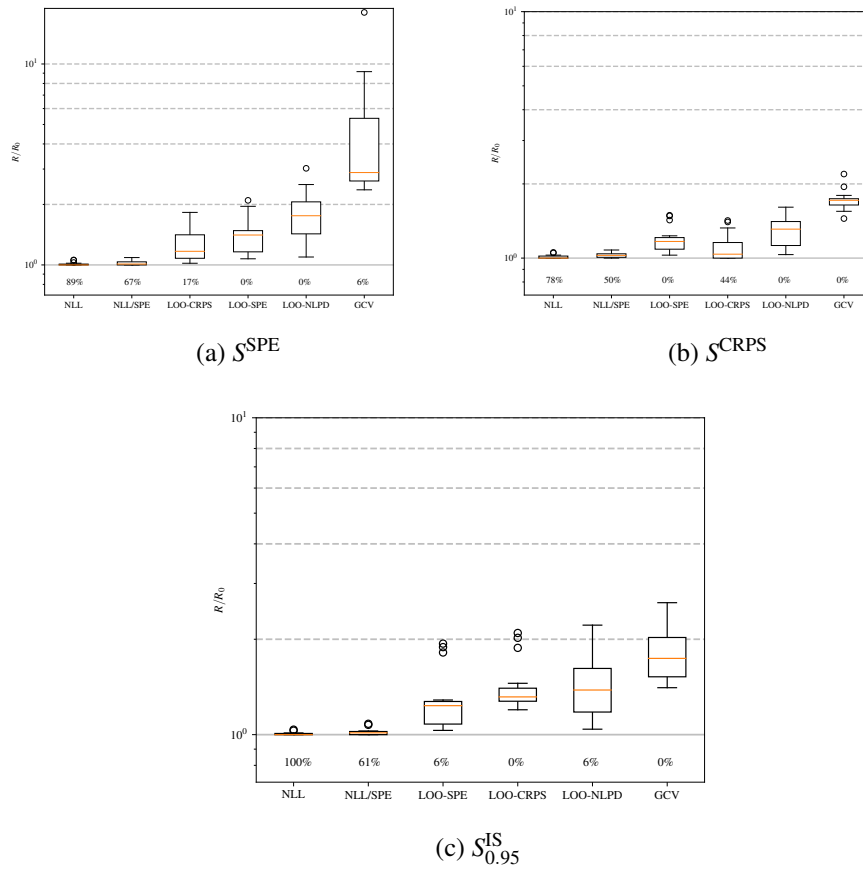 10¹
R/R₀
10⁰
89% 67% 17% 0% 0% 6%
NLL NLL/SPE LOO-CRPS LOO-SPE LOO-NLPD GCV
(a) S^SPE
10¹
R/R₀
10⁰
78% 50% 0% 44% 0% 0%
NLL NLL/SPE LOO-SPE LOO-CRPS LOO-NLPD GCV
(b) S^CRPS
10¹
R/R₀
10⁰
100% 61% 6% 0% 6% 0%
NLL NLL/SPE LOO-SPE LOO-CRPS LOO-NLPD GCV
(c) S^IS_0.95